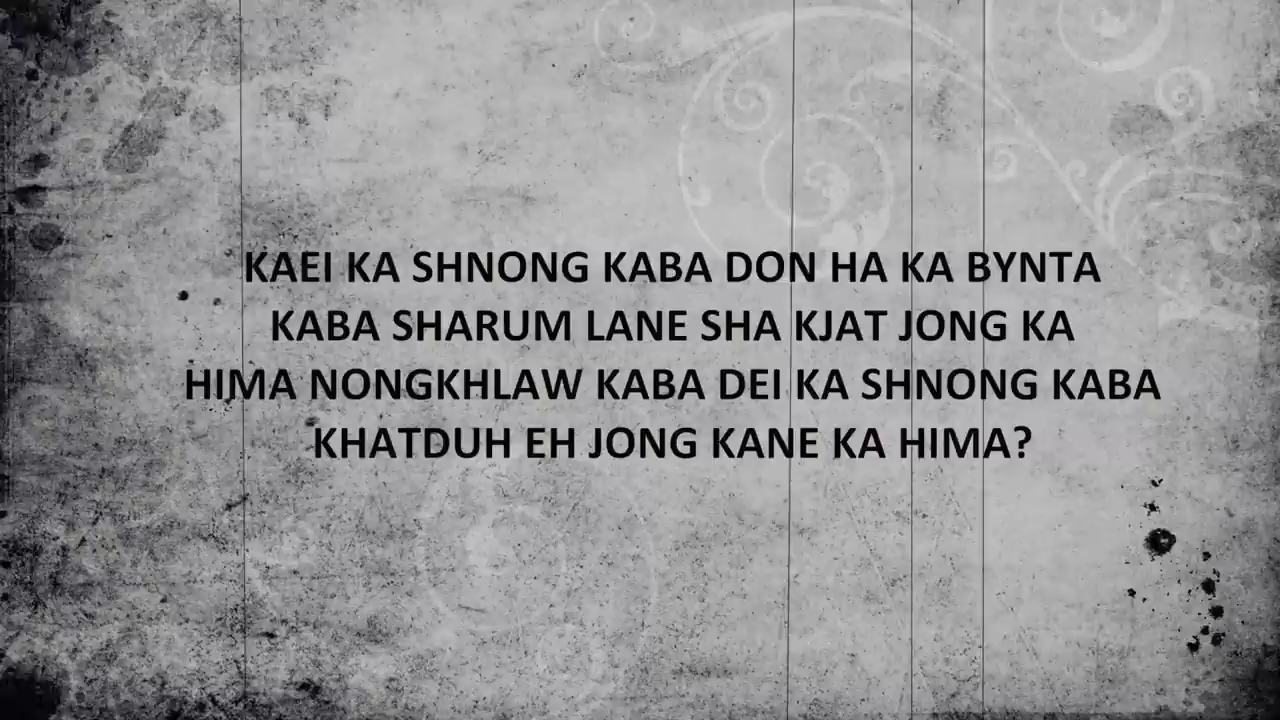 KAEI KA SHNONG KABA DON HA KA BYNTA
KABA SHARUM LANE SHA KJAT JONG KA
HIMA NONGKHLAW KABA DEI KA SHNONG KABA
KHATDUH EH JONG KANE KA HIMA?